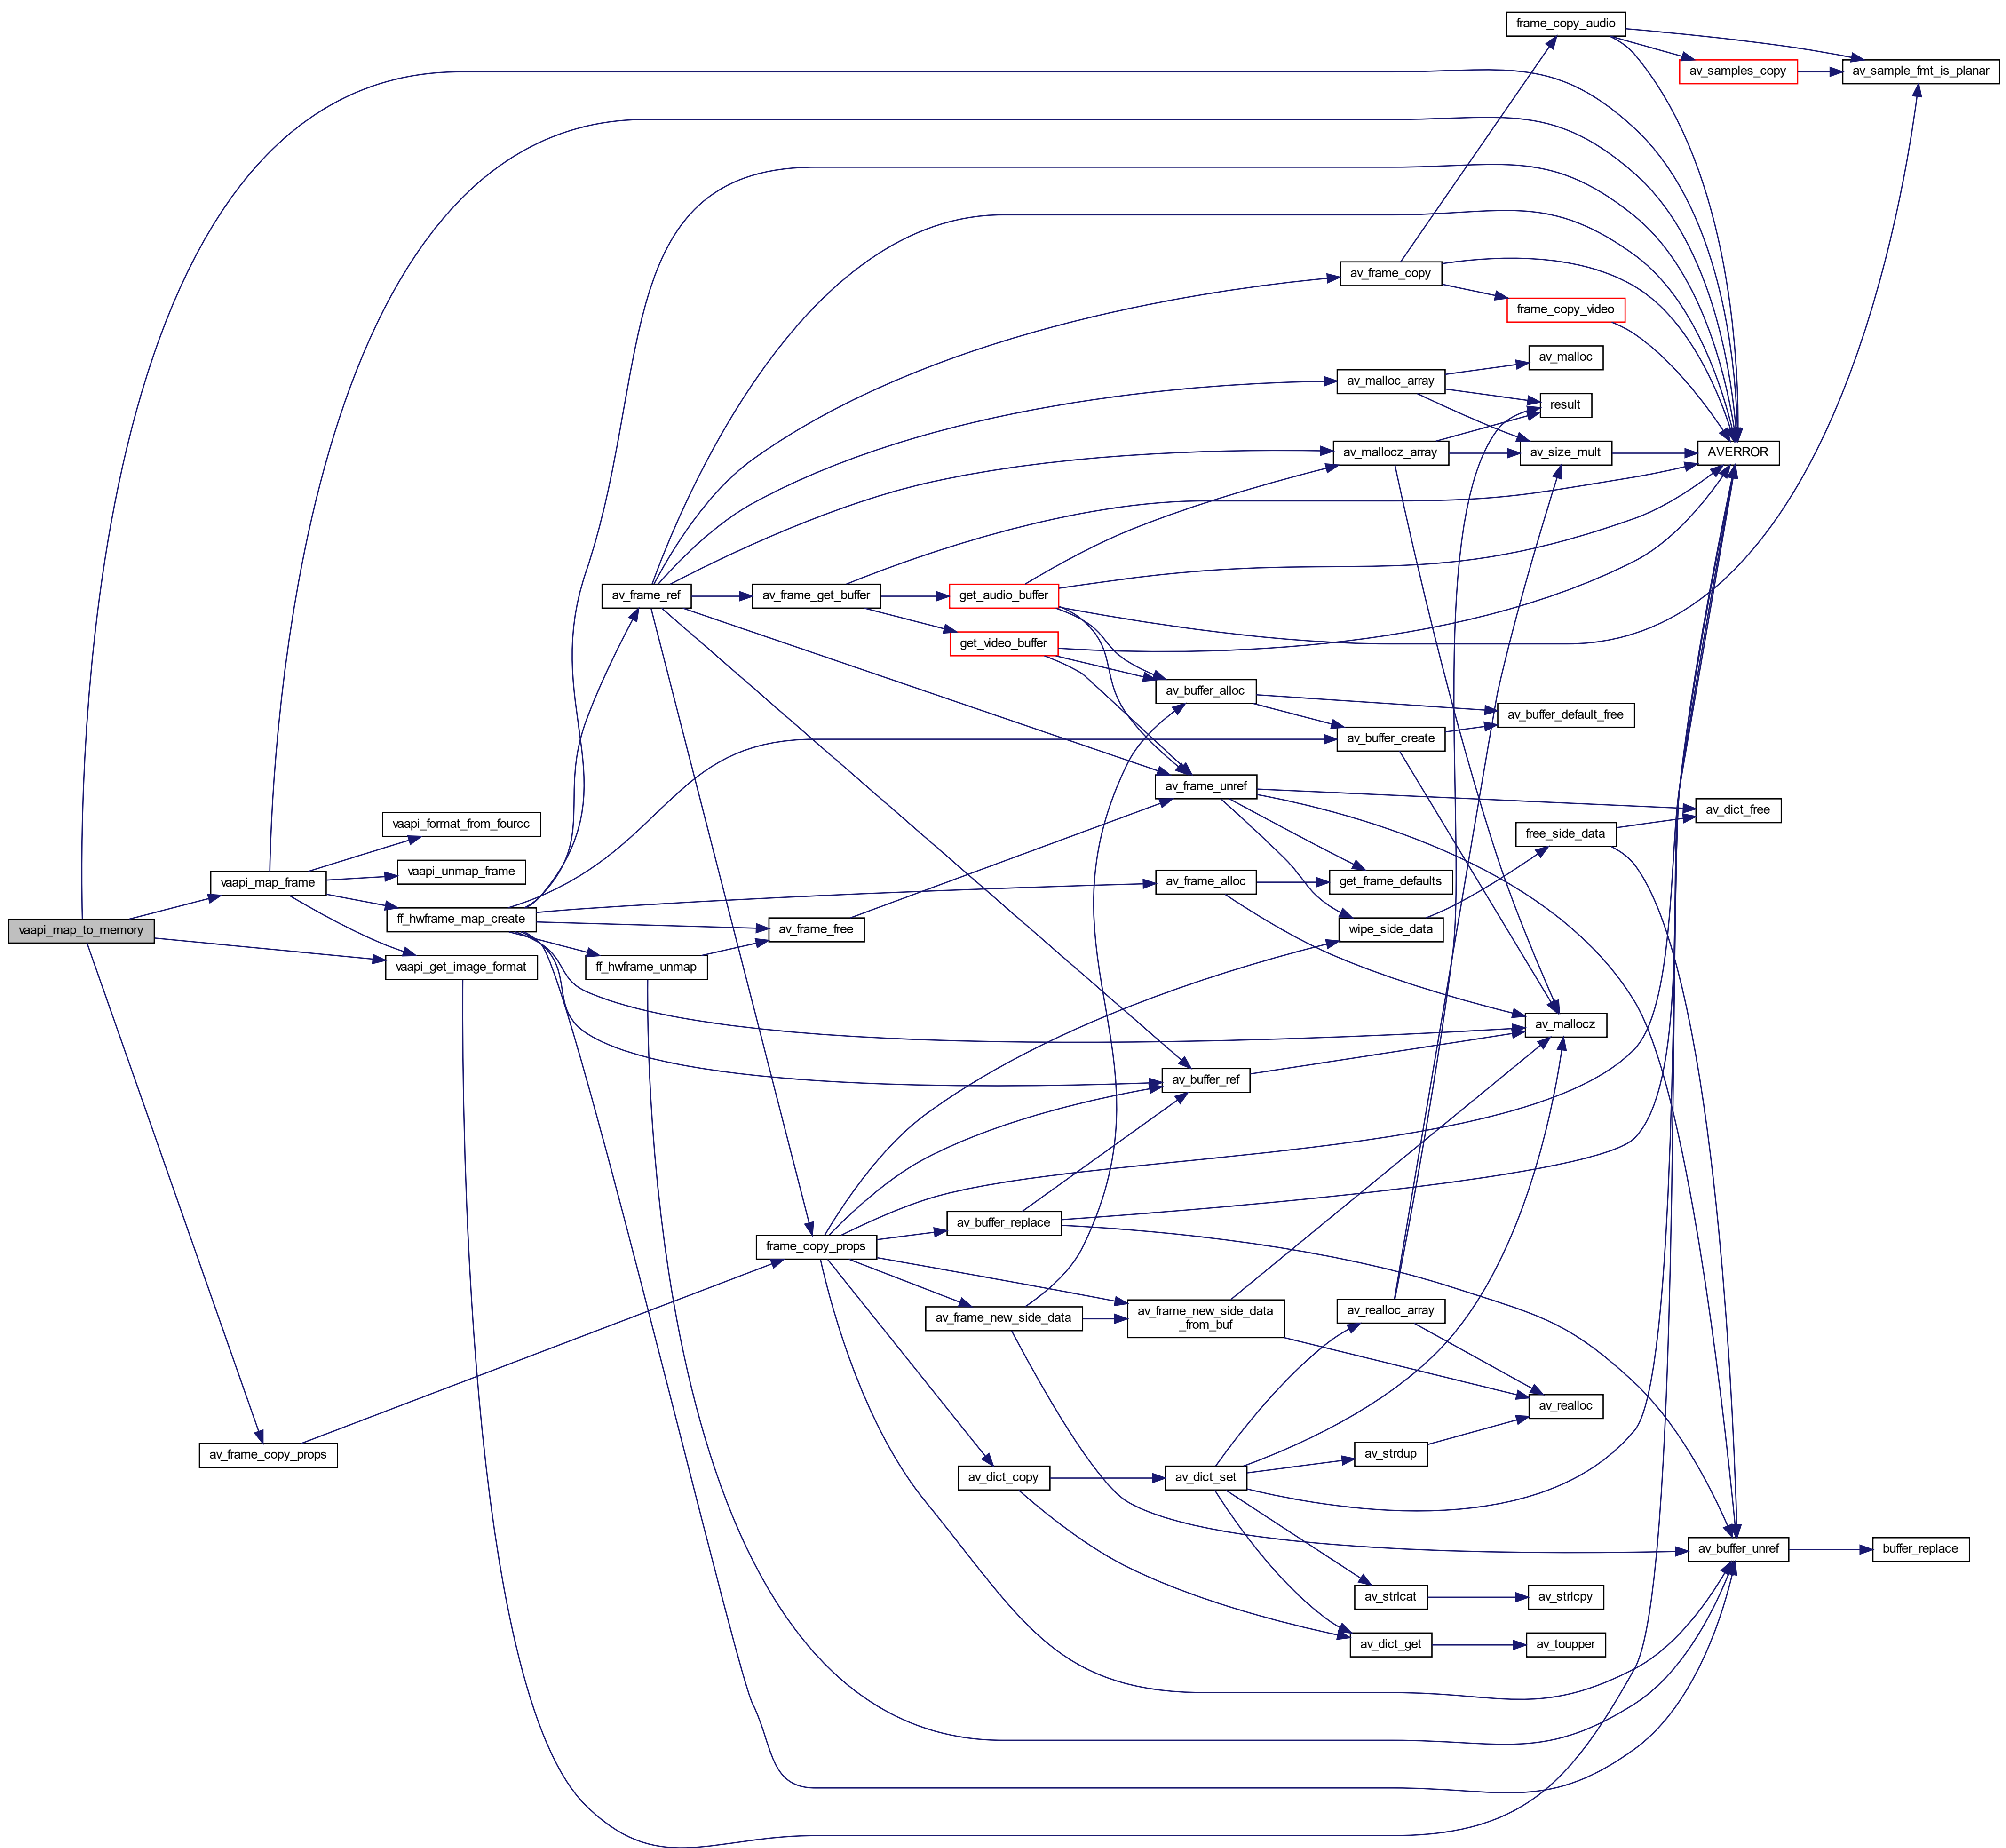 frame_copy_audio
av_samples_copy
av_sample_fmt_is_planar
av_frame_copy
frame_copy_video
av_malloc
av_malloc_array
result
av_mallocz_array
av_size_mult
AVERROR
av_frame_ref
av_frame_get_buffer
get_audio_buffer
get_video_buffer
av_buffer_alloc
av_buffer_default_free
av_buffer_create
av_frame_unref
av_dict_free
vaapi_format_from_fourcc
free_side_data
vaapi_unmap_frame
vaapi_map_frame
av_frame_alloc
get_frame_defaults
ff_hwframe_map_create
vaapi_map_to_memory
av_frame_free
wipe_side_data
vaapi_get_image_format
ff_hwframe_unmap
av_mallocz
av_buffer_ref
av_buffer_replace
frame_copy_props
av_frame_new_side_data
av_frame_new_side_data
_from_buf
av_realloc_array
av_realloc
av_frame_copy_props
av_strdup
av_dict_copy
av_dict_set
av_buffer_unref
buffer_replace
av_strlcat
av_strlcpy
av_dict_get
av_toupper